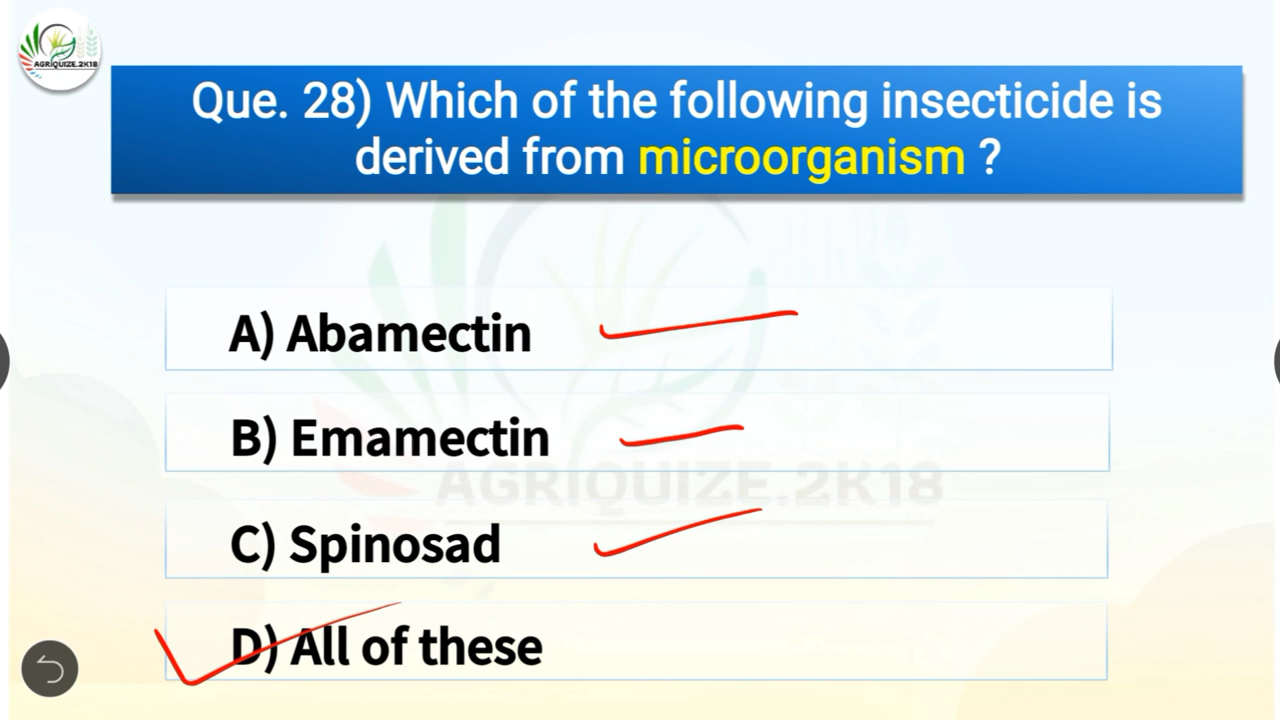 AGRIQUIZE.2K18
Que. 28) Which of the following insecticide is
derived from microorganism ?
A) Abamectin
B) Emamectin
AGRIQUIZE.2K18
C) Spinosad
D) All of these